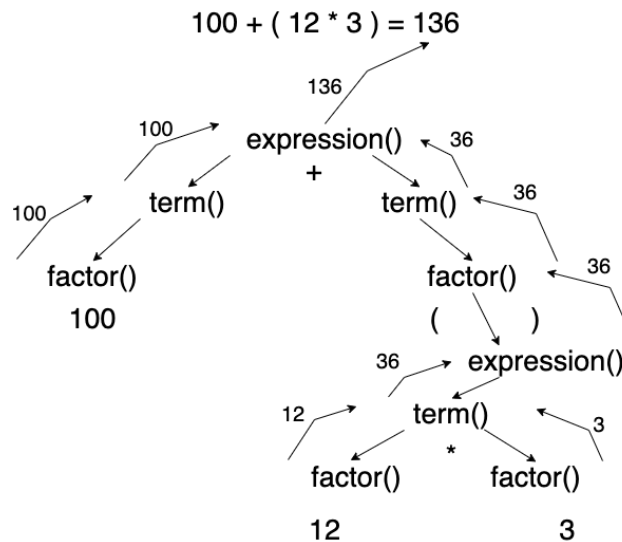 100 + ( 12 * 3 ) = 136
136
100
expression()
36
+
100
term()
term()
36
factor()
factor()
36
100
(
)
36
expression()
12
term()
3
*
factor()
factor()
12
3